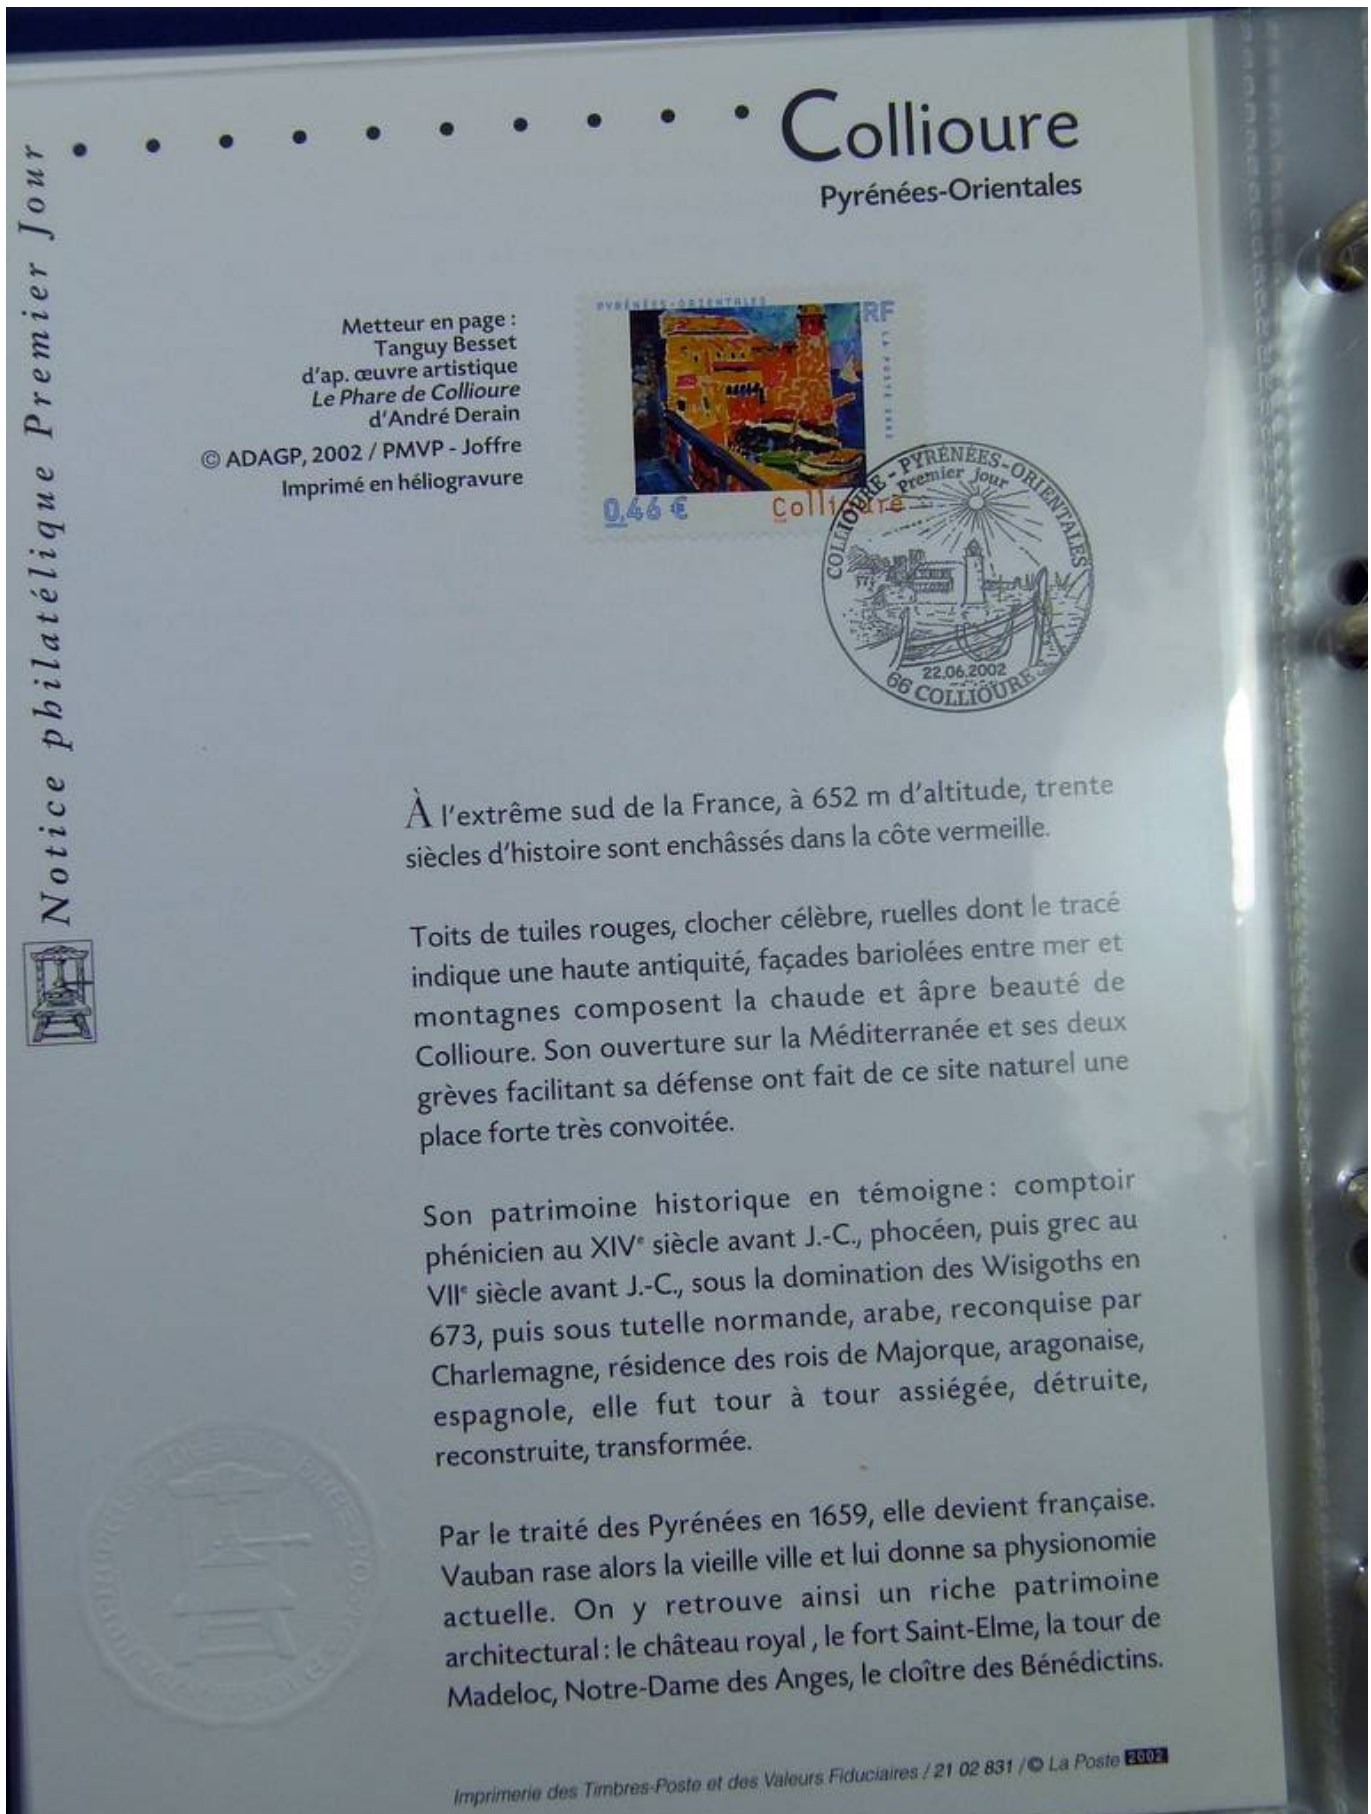 Notice philatélique Premier Jour
Collioure
Pyrénées-Orientales
Metteur en page :
Tanguy Besset
d'ap. œuvre artistique
Le Phare de Collioure
d'André Derain
© ADAGP, 2002 / PMVP - Joffre
Imprimé en héliogravure
PYRÉNÉES-ORIENTALES
RF
LA POSTE 2002
0,46 €
Collioure
COLLIOURE - PYRÉNÉES-ORIENTALES
Premier Jour
22.06.2002
66 COLLIOURE
À l'extrême sud de la France, à 652 m d'altitude, trente
siècles d'histoire sont enchâssés dans la côte vermeille.
Toits de tuiles rouges, clocher célèbre, ruelles dont le tracé
indique une haute antiquité, façades bariolées entre mer et
montagnes composent la chaude et âpre beauté de
Collioure. Son ouverture sur la Méditerranée et ses deux
grèves facilitant sa défense ont fait de ce site naturel une
place forte très convoitée.
Son patrimoine historique en témoigne : comptoir
phénicien au XIVe siècle avant J.-C., phocéen, puis grec au
VIIe siècle avant J.-C., sous la domination des Wisigoths en
673, puis sous tutelle normande, arabe, reconquise par
Charlemagne, résidence des rois de Majorque, aragonaise,
espagnole, elle fut tour à tour assiégée, détruite,
reconstruite, transformée.
Par le traité des Pyrénées en 1659, elle devient française.
Vauban rase alors la vieille ville et lui donne sa physionomie
actuelle. On y retrouve ainsi un riche patrimoine
architectural : le château royal , le fort Saint-Elme, la tour de
Madeloc, Notre-Dame des Anges, le cloître des Bénédictins.
Imprimerie des Timbres-Poste et des Valeurs Fiduciaires / 21 02 831 / © La Poste 2002